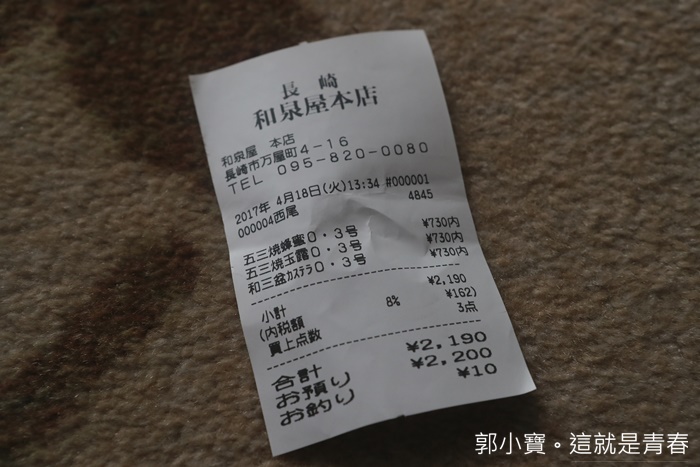 長崎
和泉屋本店
和泉屋　本店
長崎市万屋町4-16
TEL 095-820-0080
2017年 4月18日(火)13:34 #000001
000004西尾 4845
五三焼蜂蜜0.3号 ¥730内
五三焼玉露0.3号 ¥730内
和三盆ｶｽﾃﾗ0.3号 ¥730内
小計 ¥2,190
(内税額 8% ¥162)
買上点数 3点
合計 ¥2,190
お預り ¥2,200
お釣り ¥10
郭小寶。這就是青春